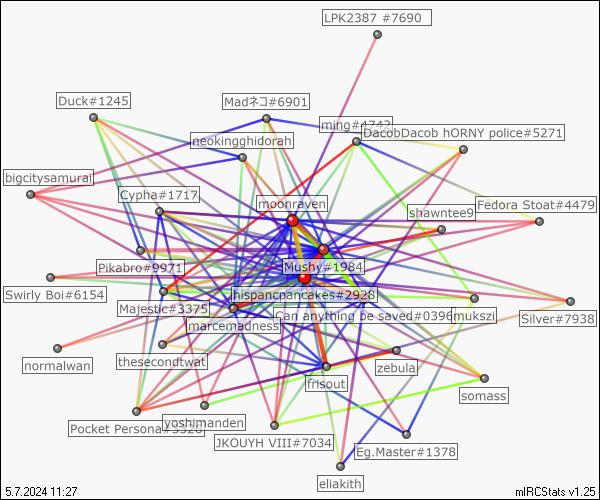 LPK2387 #7690
Duck#1245
Madネコ#6901
ming#4742
DacobDacob hORNY police#5271
neokingghidorah
bigcitysamurai
Cypha#1717
moonraven
shawntee9
Fedora Stoat#4479
Mushy#1984
Pikabro#9971
Swirly Boi#6154
hispancpancakes#2928
Majestic#3375
Can anything be saved#0396
mukszi
Silver#7938
marcemadness
normalwan
thesecondtwat
zebula
frisout
somass
yoshimanden
Pocket Persona#5526
JKOUYH VIII#7034
Eg.Master#1378
eliakith
5.7.2024 11:27
mIRCStats v1.25